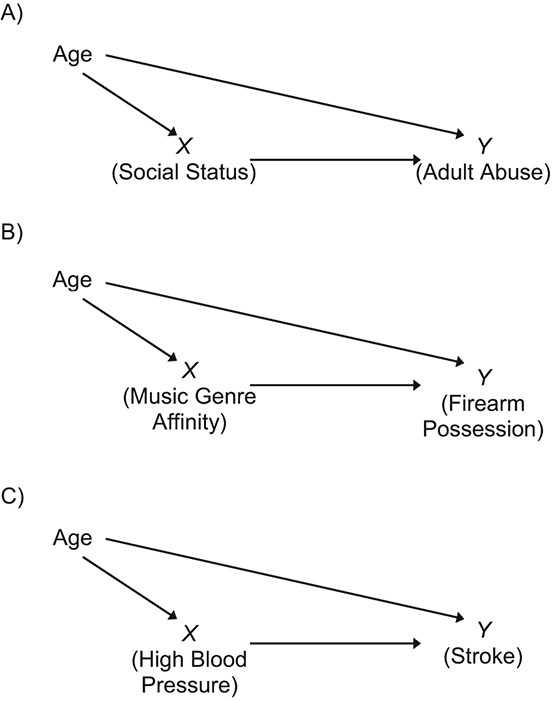 A)
Age
X
Y
(Social Status)
(Adult Abuse)
B)
Age
X
(Music Genre
Affinity)
Y
(Firearm
Possession)
C)
Age
X
(High Blood
Pressure)
Y
(Stroke)